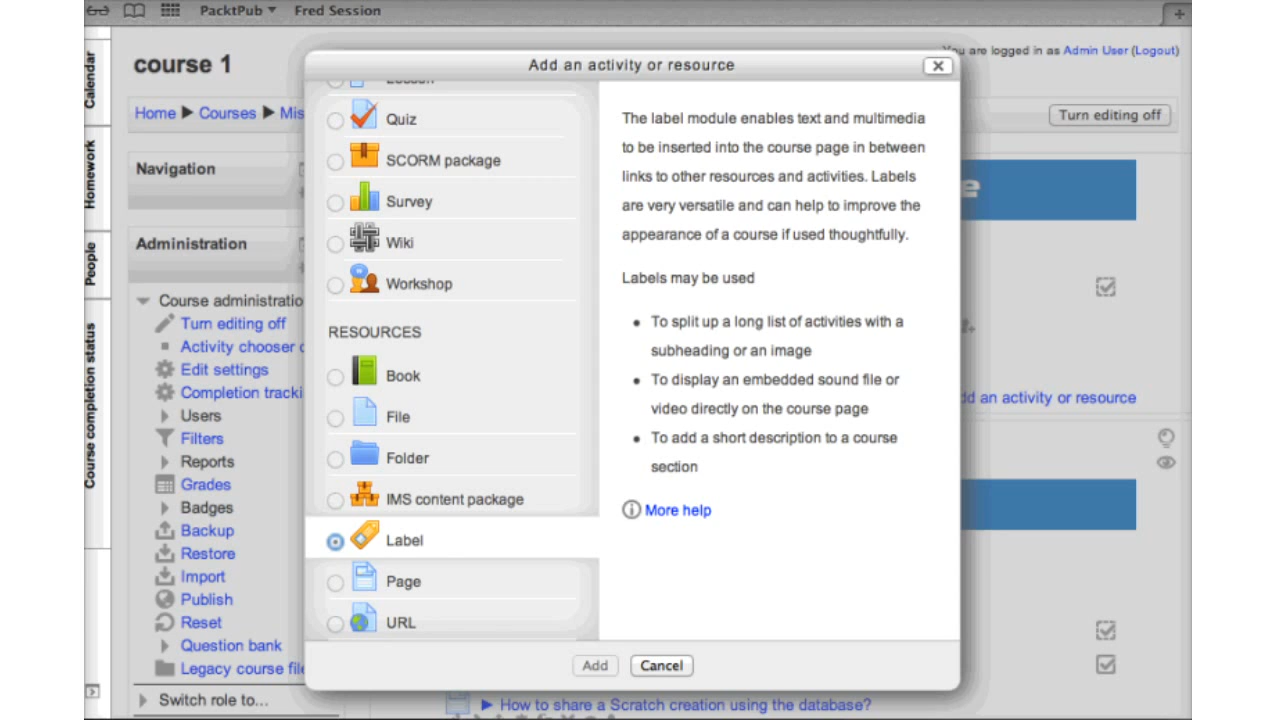 PacktPub ▾ Fred Session
You are logged in as Admin User (Logout)
course 1
Home ► Courses ► Mis
Turn editing off
Calendar
Homework
People
Course completion status
Navigation
Administration
Course administratio
Turn editing off
Activity chooser
Edit settings
Completion tracki
Users
Filters
Reports
Grades
Badges
Backup
Restore
Import
Publish
Reset
Question bank
Legacy course file
Switch role to...
Add an activity or resource
Lesson
Quiz
SCORM package
Survey
Wiki
Workshop
RESOURCES
Book
File
Folder
IMS content package
Label
Page
URL
The label module enables text and multimedia
to be inserted into the course page in between
links to other resources and activities. Labels
are very versatile and can help to improve the
appearance of a course if used thoughtfully.
Labels may be used
• To split up a long list of activities with a
subheading or an image
• To display an embedded sound file or
video directly on the course page
• To add a short description to a course
section
More help
Add
Cancel
e
dd an activity or resource
► How to share a Scratch creation using the database?